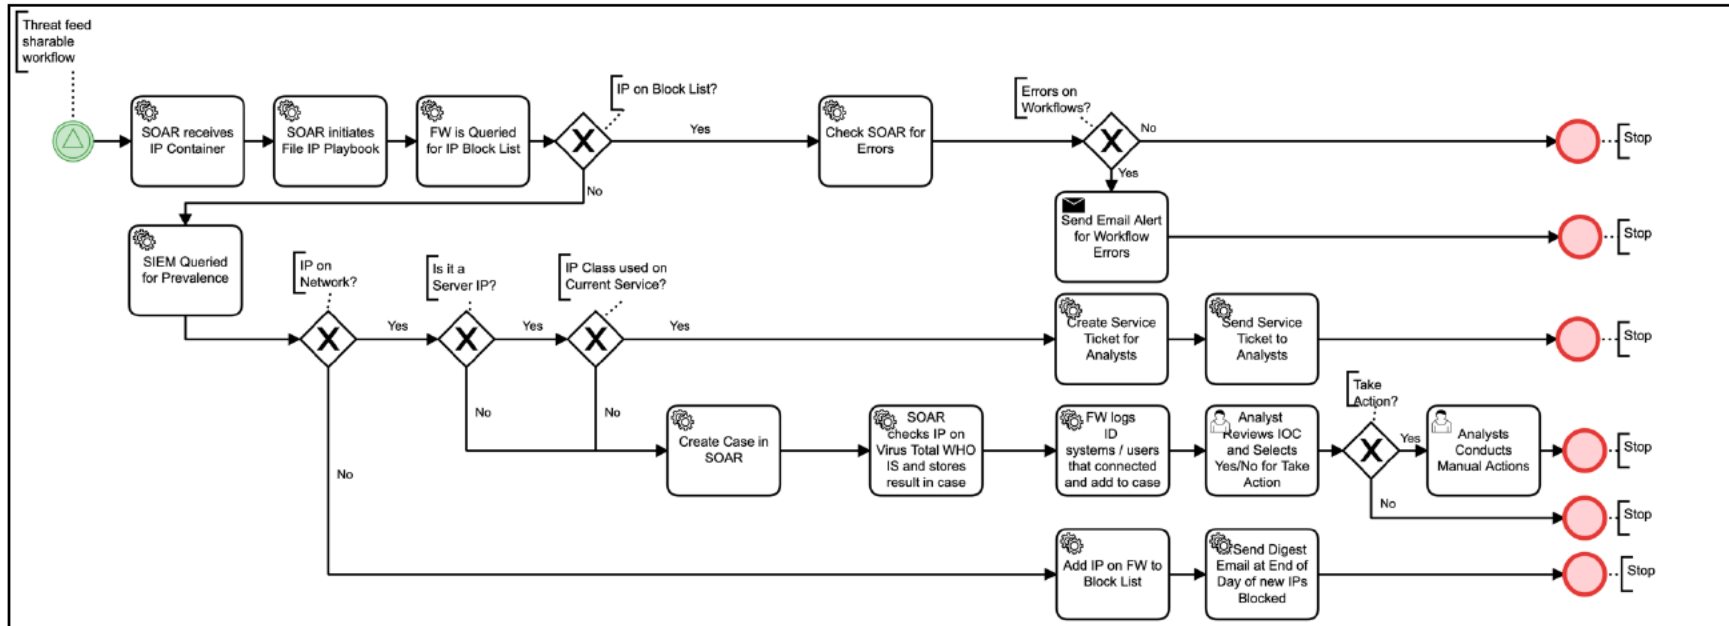 Threat feed
sharable
workflow
SOAR receives
IP Container
SOAR initiates
File IP Playbook
FW is Queried
for IP Block List
IP on Block List?
X
Yes
No
Check SOAR for
Errors
Errors on
Workflows?
X
No
Yes
Stop
Send Email Alert
for Workflow
Errors
Stop
SIEM Queried
for Prevalence
IP on
Network?
X
Yes
No
Is it a
Server IP?
X
Yes
No
IP Class used on
Current Service?
X
Yes
No
Create Service
Ticket for
Analysts
Send Service
Ticket to
Analysts
Stop
Create Case in
SOAR
SOAR
checks IP on
Virus Total WHO
IS and stores
result in case
FW logs
ID
systems / users
that connected
and add to case
Analyst
Reviews IOC
and Selects
Yes/No for Take
Action
Take
Action?
X
Yes
No
Analysts
Conducts
Manual Actions
Stop
Stop
Add IP on FW to
Block List
Send Digest
Email at End of
Day of new IPs
Blocked
Stop